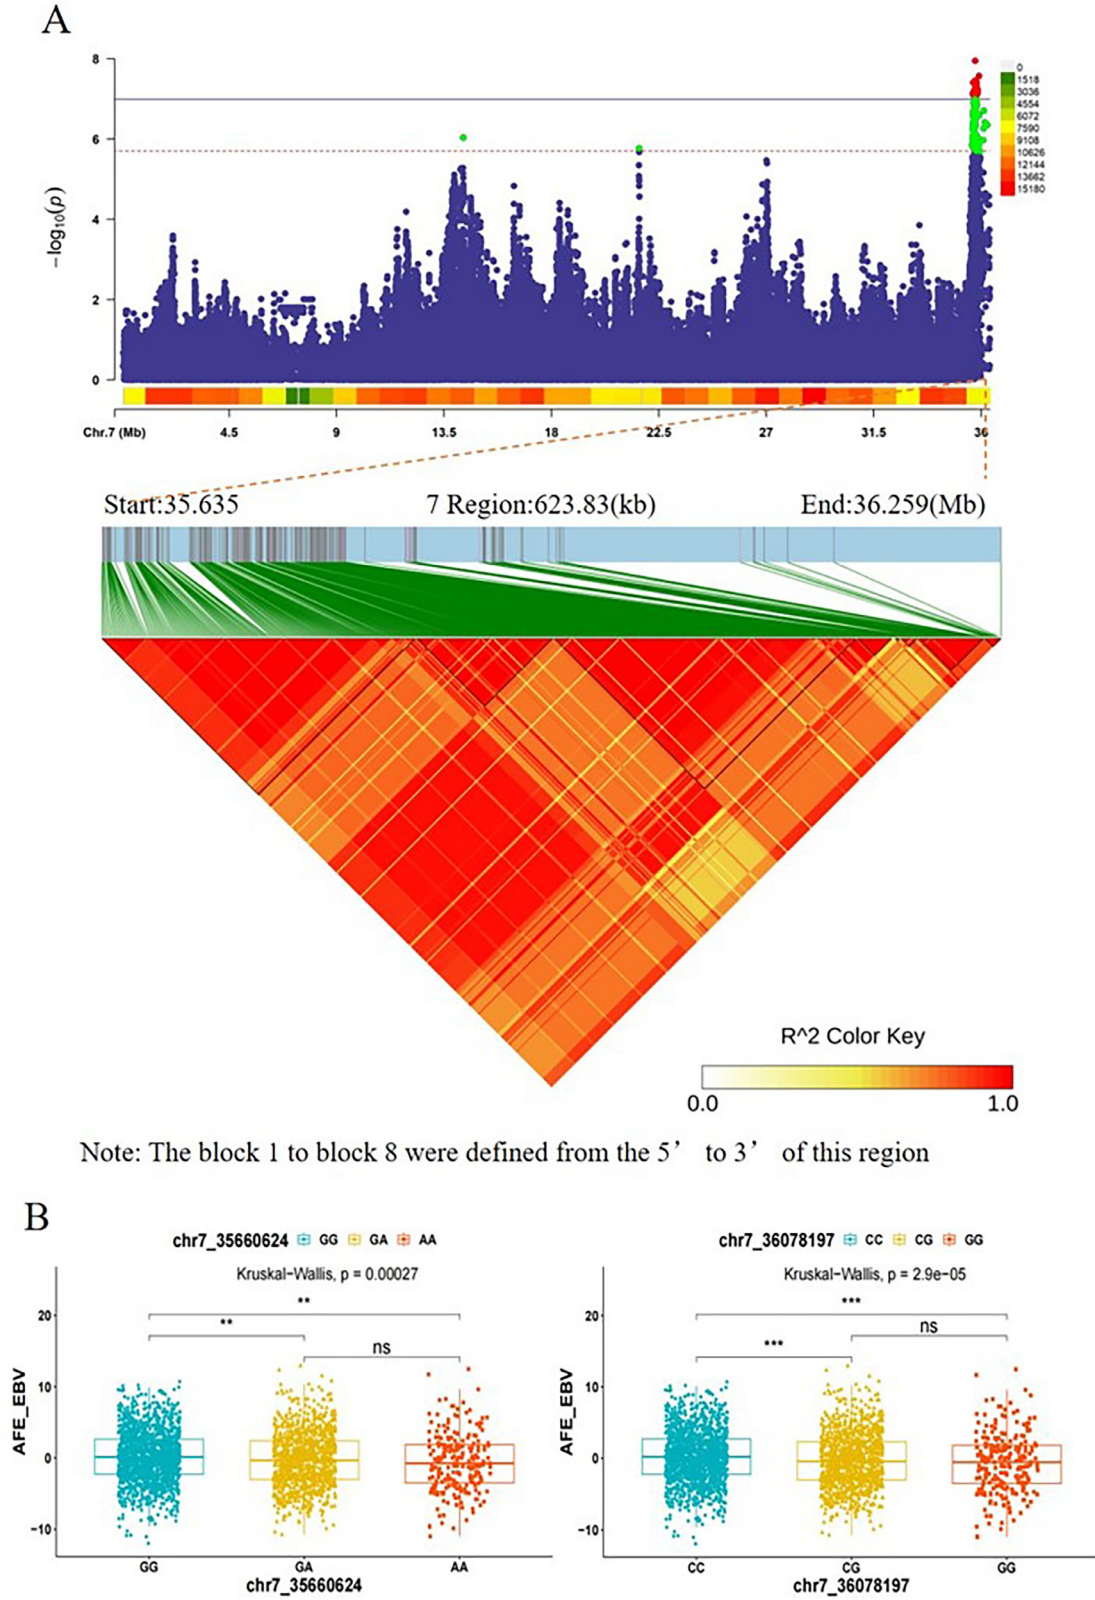 A
8
6
4
2
0
−log10(p)
0
1518
3036
4554
6072
7590
9108
10626
12144
13662
15180
Chr.7 (Mb) 4.5 9 13.5 18 22.5 27 31.5 36
Start:35.635 7 Region:623.83(kb) End:36.259(Mb)
R^2 Color Key
0.0 1.0
Note: The block 1 to block 8 were defined from the 5’ to 3’ of this region
B
chr7_35660624 GG GA AA
Kruskal−Wallis, p = 0.00027
**
**
ns
20
10
0
−10
AFE_EBV
GG GA AA
chr7_35660624
chr7_36078197 CC CG GG
Kruskal−Wallis, p = 2.9e−05
***
ns
***
20
10
0
−10
AFE_EBV
CC CG GG
chr7_36078197